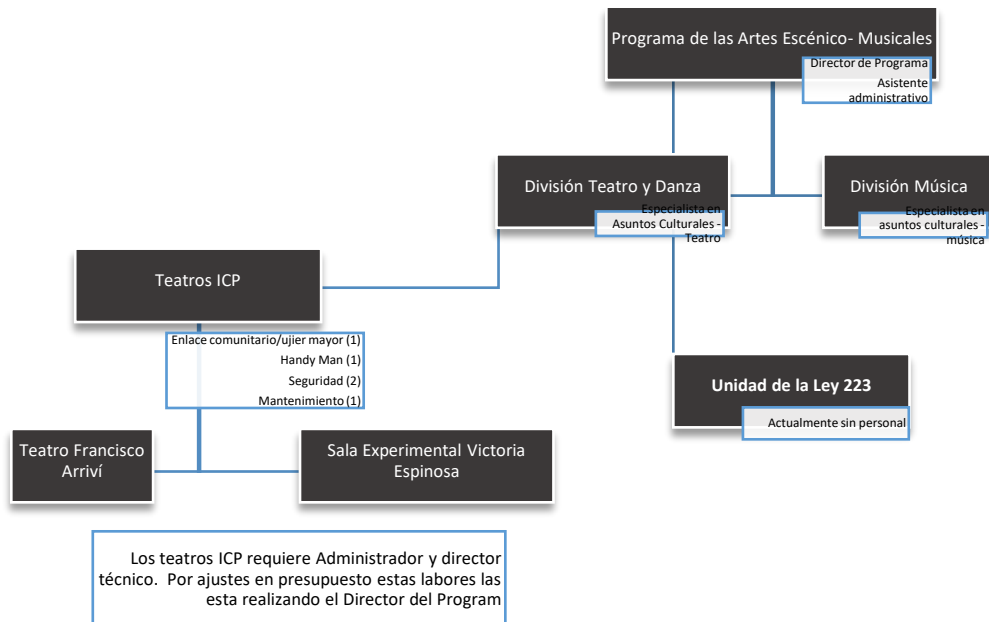 Programa de las Artes Escénico- Musicales
Director de Programa
Asistente
administrativo
División Teatro y Danza
Especialista en
Asuntos Culturales -
Teatro
División Música
Especialista en
asuntos culturales -
música
Teatros ICP
Enlace comunitario/ujier mayor (1)
Handy Man (1)
Seguridad (2)
Mantenimiento (1)
Unidad de la Ley 223
Actualmente sin personal
Teatro Francisco
Arriví
Sala Experimental Victoria
Espinosa
Los teatros ICP requiere Administrador y director
técnico. Por ajustes en presupuesto estas labores las
esta realizando el Director del Program